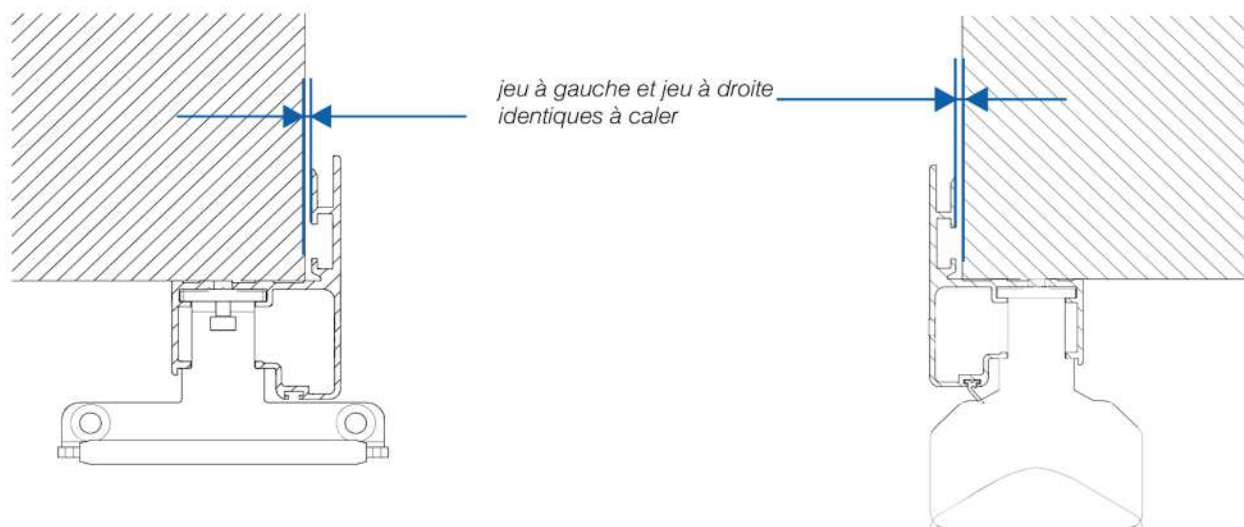 jeu à gauche et jeu à droite
identiques à caler